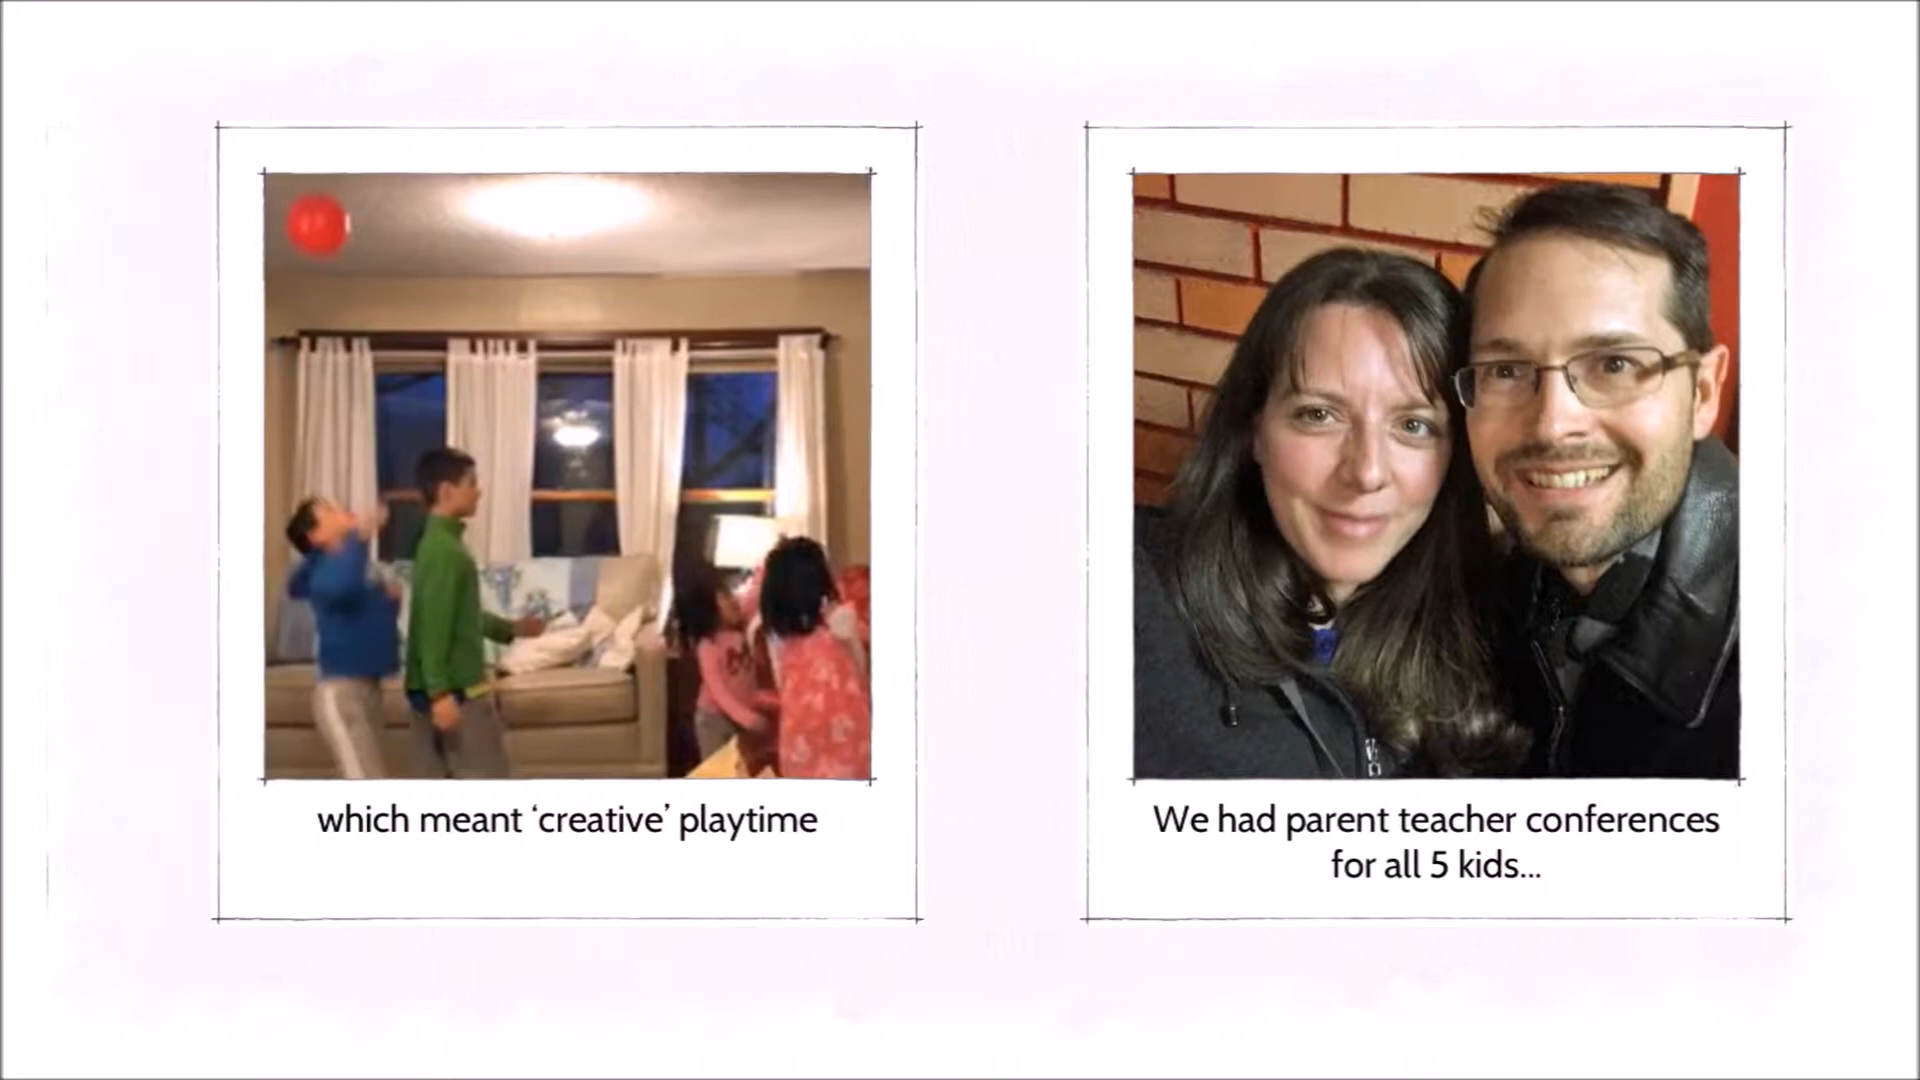 which meant ‘creative’ playtime
We had parent teacher conferences
for all 5 kids...